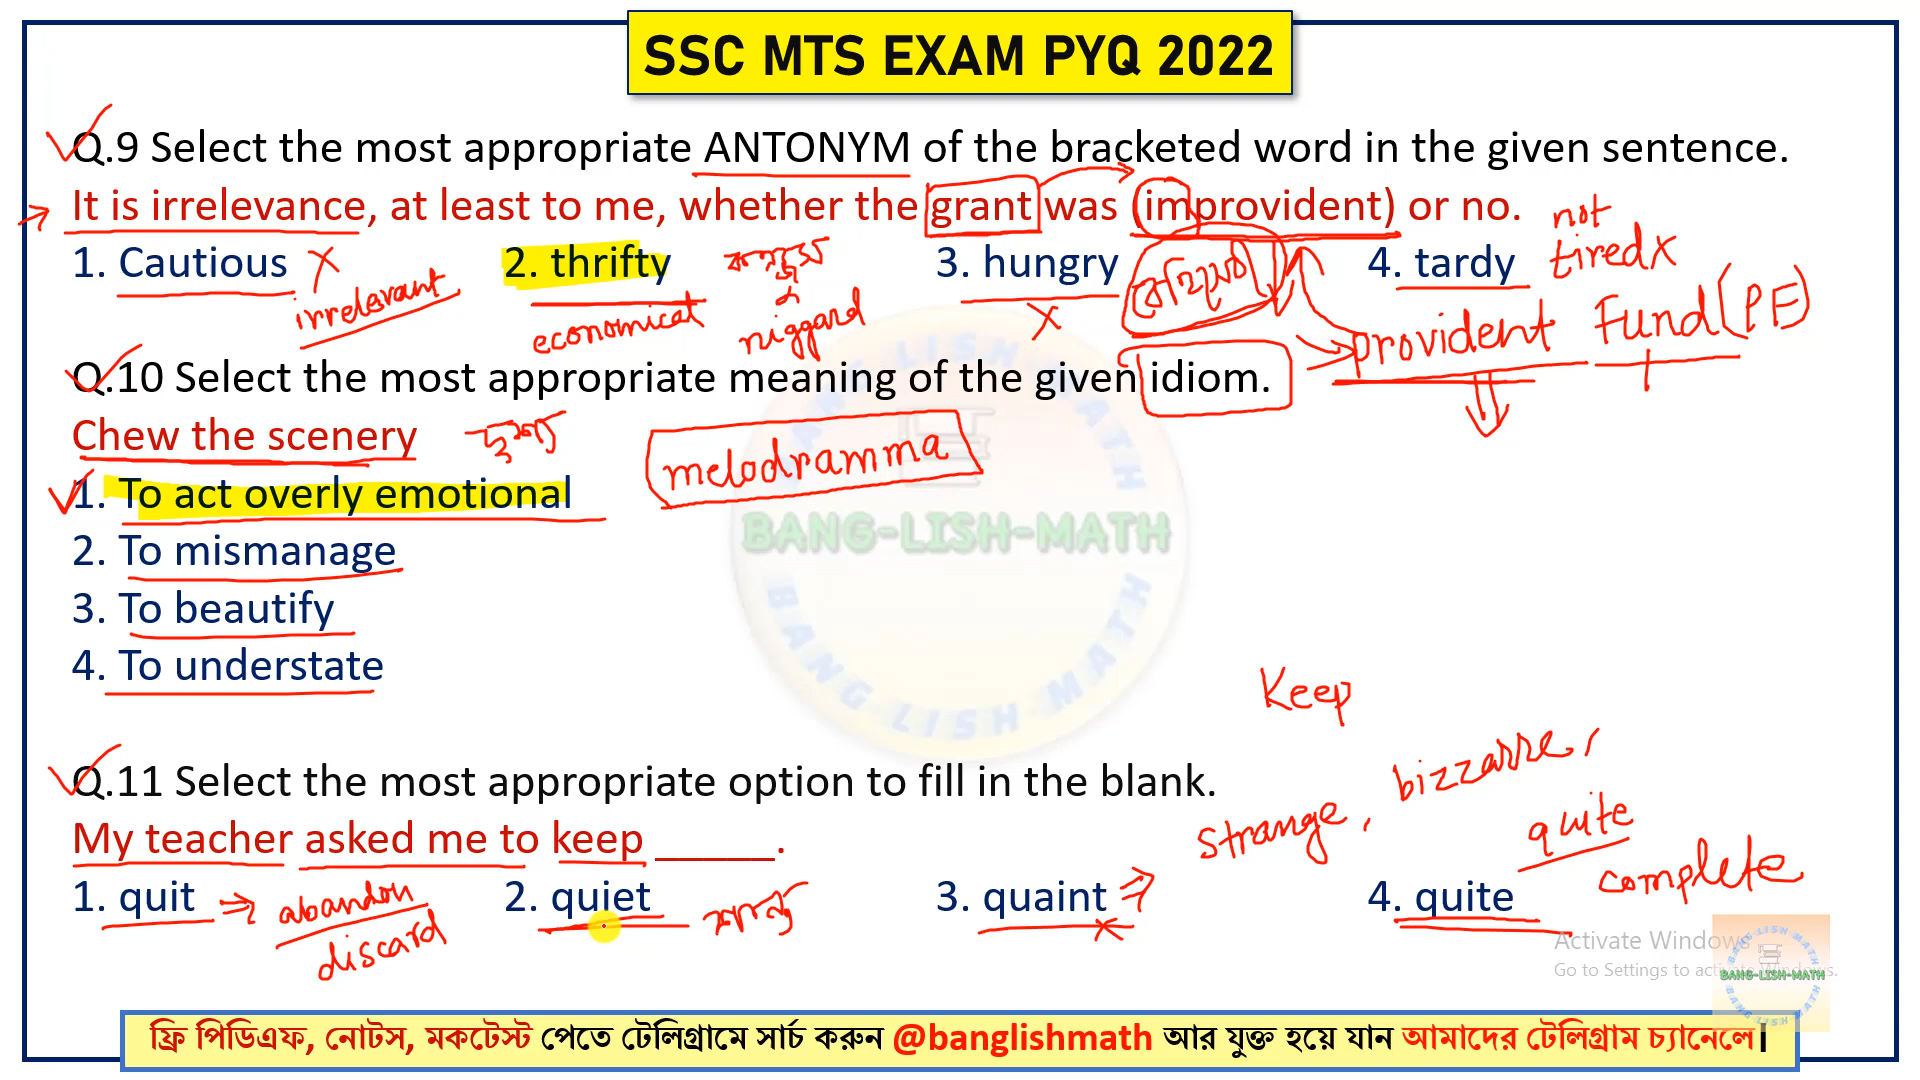 SSC MTS EXAM PYQ 2022
Q.9 Select the most appropriate ANTONYM of the bracketed word in the given sentence.
It is irrelevance, at least to me, whether the grant was (improvident) or no.
not
1. Cautious 2. thrifty 3. hungry 4. tardy tired
irrelevant economical niggard provident Fund (PF)
Q.10 Select the most appropriate meaning of the given idiom.
Chew the scenery
melodramma
1. To act overly emotional
2. To mismanage
BANG-LISH-MATH
3. To beautify
4. To understate
Keep
Q.11 Select the most appropriate option to fill in the blank.
strange, bizzarre,
My teacher asked me to keep _____.
quite
complete
1. quit 2. quiet 3. quaint 4. quite
abandon
discard
Activate Windows
Go to Settings to activate Windows.
BANG-LISH-MATH
ফ্রি পিডিএফ, নোটস, মকটেস্ট পেতে টেলিগ্রামে সার্চ করুন @banglishmath আর যুক্ত হয়ে যান আমাদের টেলিগ্রাম চ্যানেলে।